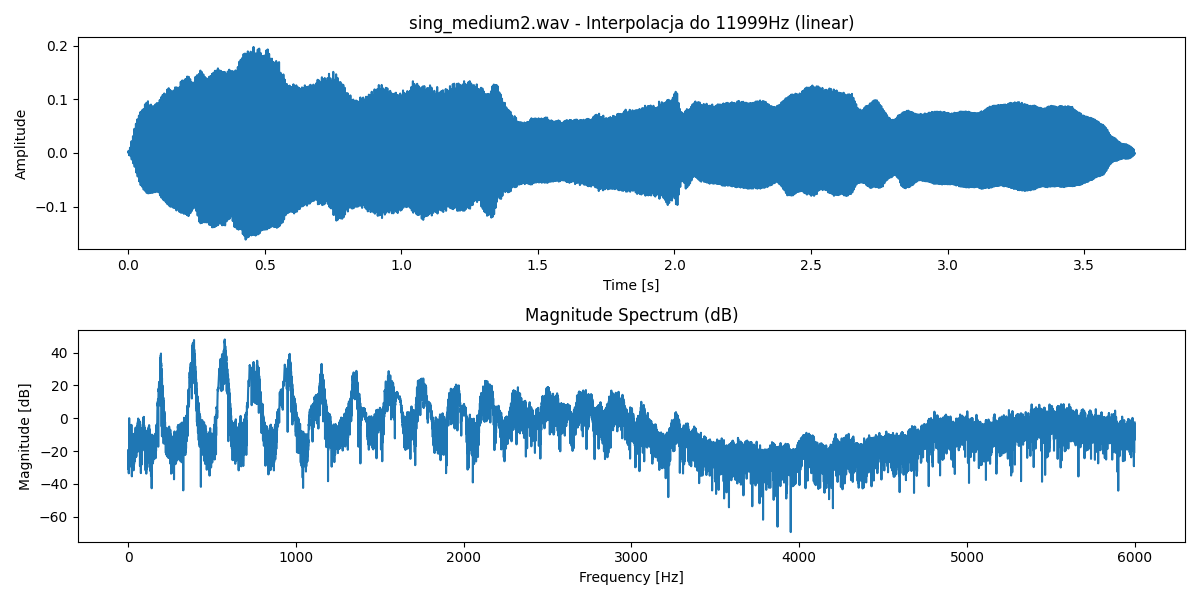 sing_medium2.wav - Interpolacja do 11999Hz (linear)
0.2
0.1
0.0
−0.1
Amplitude
0.0 0.5 1.0 1.5 2.0 2.5 3.0 3.5
Time [s]
Magnitude Spectrum (dB)
40
20
0
−20
−40
−60
Magnitude [dB]
0 1000 2000 3000 4000 5000 6000
Frequency [Hz]